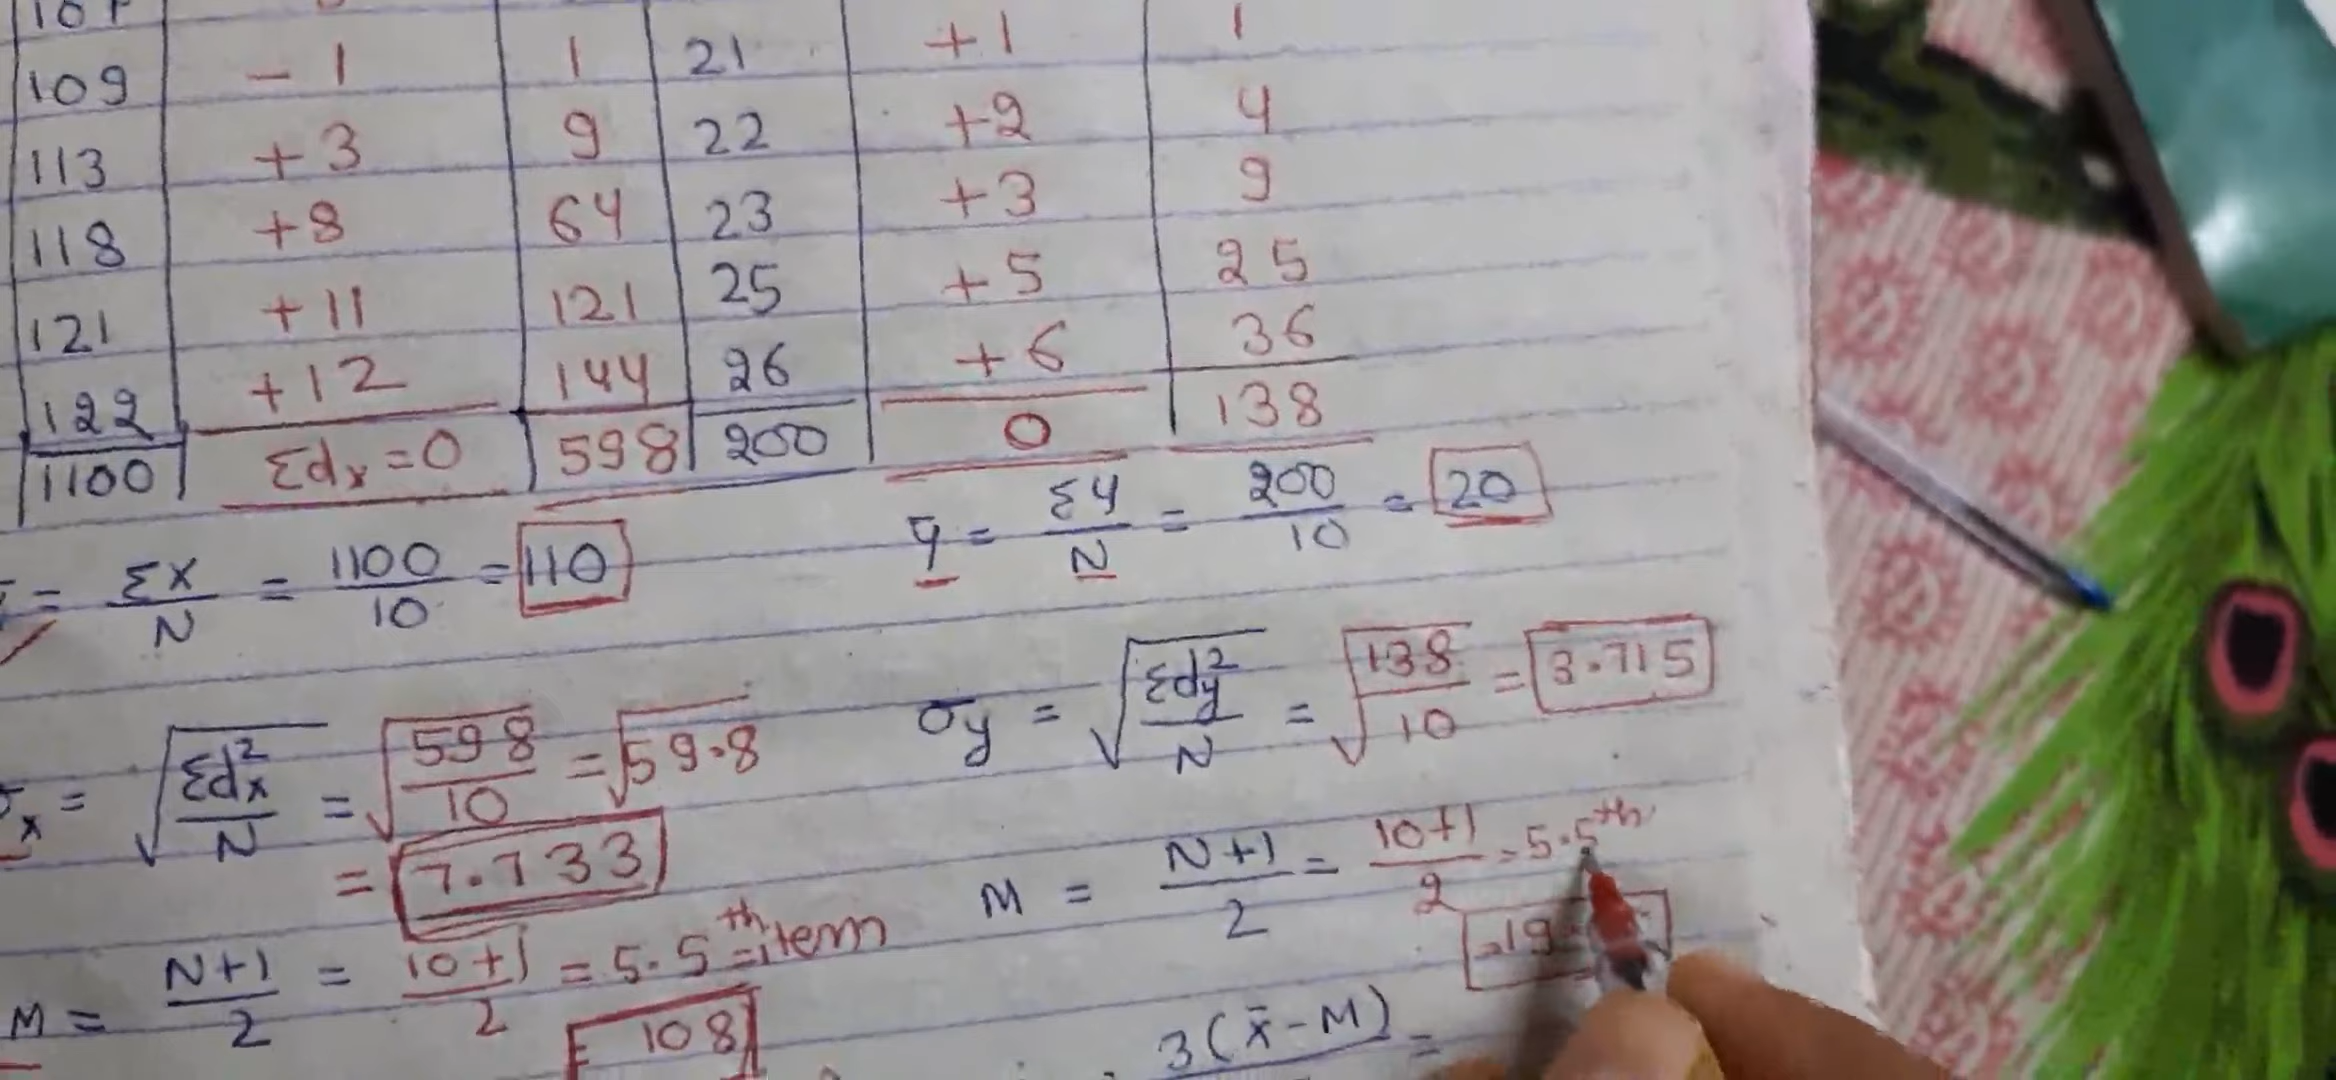 109 - 1 1 21 +1 1
113 +3 9 22 +2 4
118 +8 64 23 +3 9
121 +11 121 25 +5 25
122 +12 144 26 +6 36
1100 Σdx = 0 598 200 0 138
= ΣX/N = 1100/10 = 110
ȳ = ΣY/N = 200/10 = 20
σx = √(Σdx²/N) = √(598/10) = √59.8
= 7.733
σy = √(Σdy²/N) = √(138/10) = 3.715
M = N+1/2 = 10+1/2 = 5.5th item
= 108
M = N+1/2 = 10+1/2 = 5.5th
= 19
3(x̄ - M) =